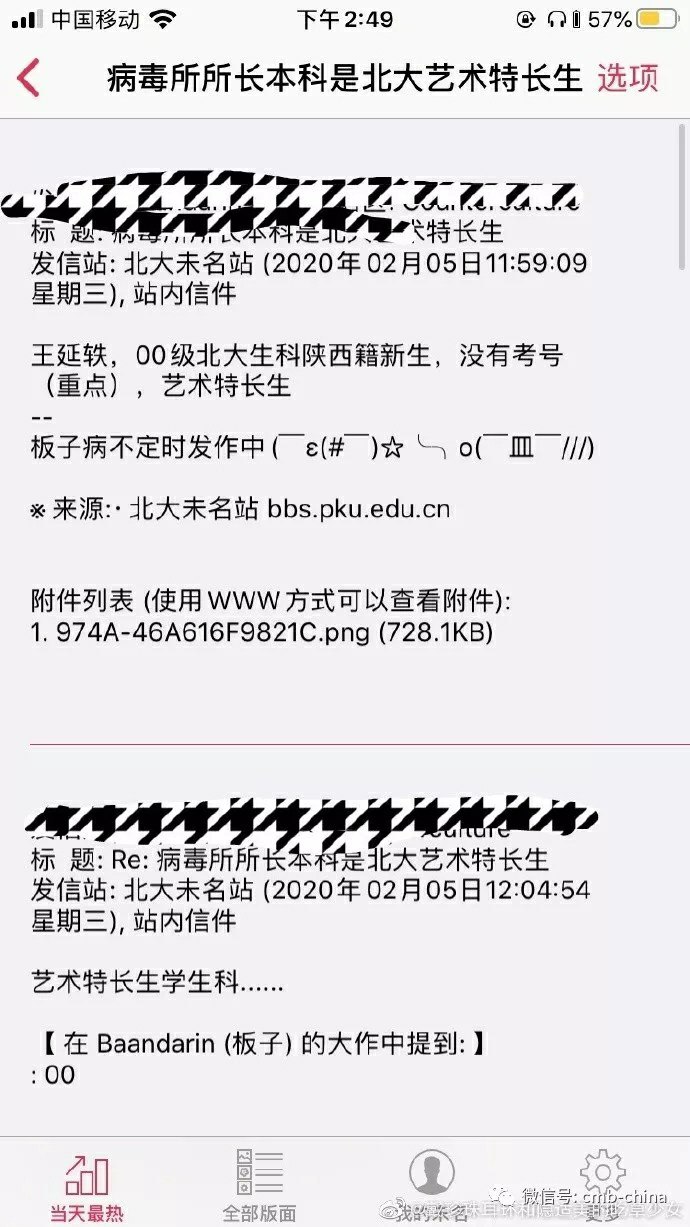 中国移动 下午2:49 57%
病毒所所长本科是北大艺术特长生 选项
标 题: 病毒所所长本科是北大艺术特长生
发信站: 北大未名站 (2020年02月05日11:59:09
星期三), 站内信件
王延轶，00级北大生科陕西籍新生，没有考号
（重点），艺术特长生
--
板子病不定时发作中 (￣ε(#￣)☆╰╮o(￣皿￣///)
※ 来源:· 北大未名站 bbs.pku.edu.cn
附件列表 (使用WWW方式可以查看附件):
1. 974A-46A616F9821C.png (728.1KB)
标 题: Re: 病毒所所长本科是北大艺术特长生
发信站: 北大未名站 (2020年02月05日12:04:54
星期三), 站内信件
艺术特长生学生科......
【 在 Baandarin (板子) 的大作中提到: 】
: 00
当天最热 全部版面 我的未名
微信号: cmb-china